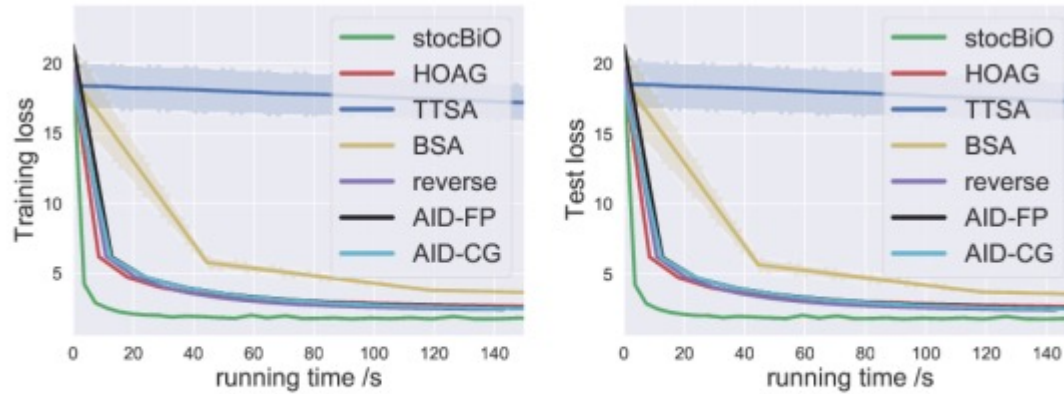 Training loss
20
15
10
5
0 20 40 60 80 100 120 140
running time /s
stocBiO
HOAG
TTSA
BSA
reverse
AID-FP
AID-CG
Test loss
20
15
10
5
0 20 40 60 80 100 120 140
running time /s
stocBiO
HOAG
TTSA
BSA
reverse
AID-FP
AID-CG